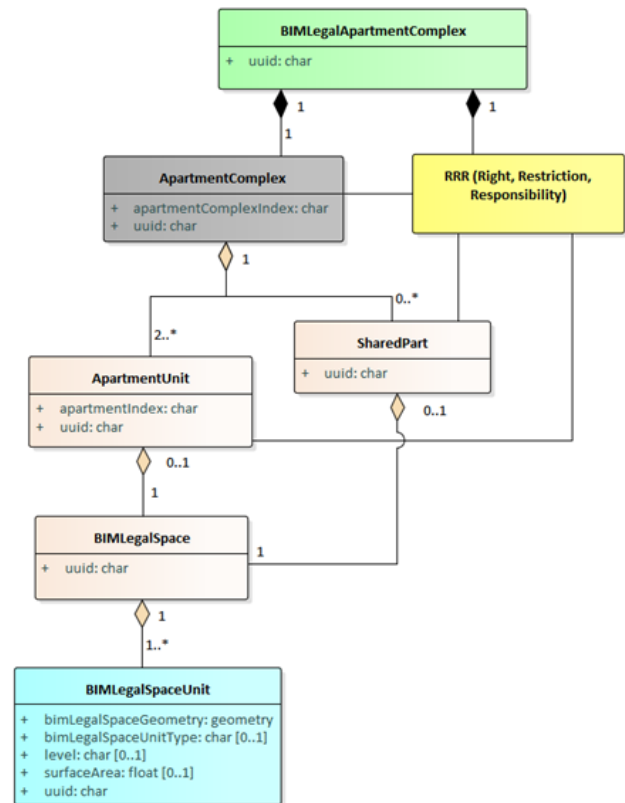 BIMLegalApartmentComplex
+ uuid: char
1
1
1
ApartmentComplex
+ apartmentComplexIndex: char
+ uuid: char
RRR (Right, Restriction,
Responsibility)
1
0..*
2..*
SharedPart
+ uuid: char
ApartmentUnit
+ apartmentIndex: char
+ uuid: char
0..1
0..1
1
BIMLegalSpace
+ uuid: char
1
1
1..*
BIMLegalSpaceUnit
+ bimLegalSpaceGeometry: geometry
+ bimLegalSpaceUnitType: char [0..1]
+ level: char [0..1]
+ surfaceArea: float [0..1]
+ uuid: char